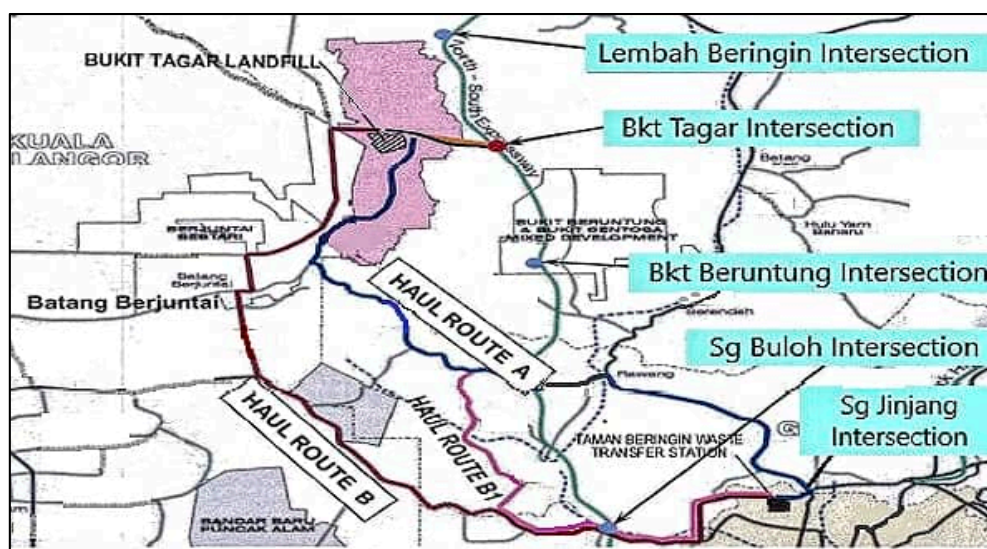 Lembah Beringin Intersection
BUKIT TAGAR LANDFILL
North - South Expressway
Bkt Tagar Intersection
KUALA
LANGOR
Batang
BERJUNTAI
BESTARI
BUKIT BERUNTUNG
& BUKIT SENTOSA
MIXED DEVELOPMENT
Hulu Yam
Baharu
Batang
Berjuntai
Bkt Beruntung Intersection
Batang Berjuntai
HAUL ROUTE A
Serendah
Sg Buloh Intersection
Rawang
HAUL ROUTE B
HAUL ROUTE B1
Sg Jinjang
Intersection
TAMAN BERINGIN WASTE
TRANSFER STATION
BANDAR BARU
PUNCAK ALAM